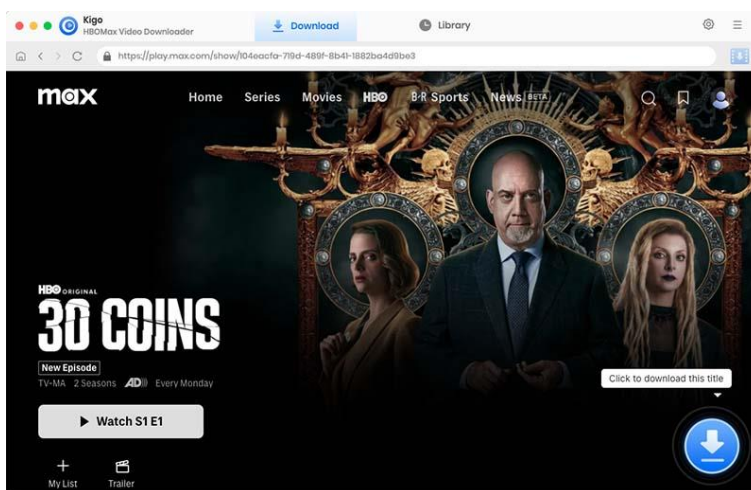 Kigo
HBOMax Video Downloader
Download
Library
https://play.max.com/show/104eacfa-719d-489f-8b41-1882ba4d9be3
max
Home Series Movies HBO B/R Sports News BETA
HBO ORIGINAL
30 COINS
New Episode
TV-MA 2 Seasons AD))) Every Monday
Click to download this title
Watch S1 E1
My List Trailer